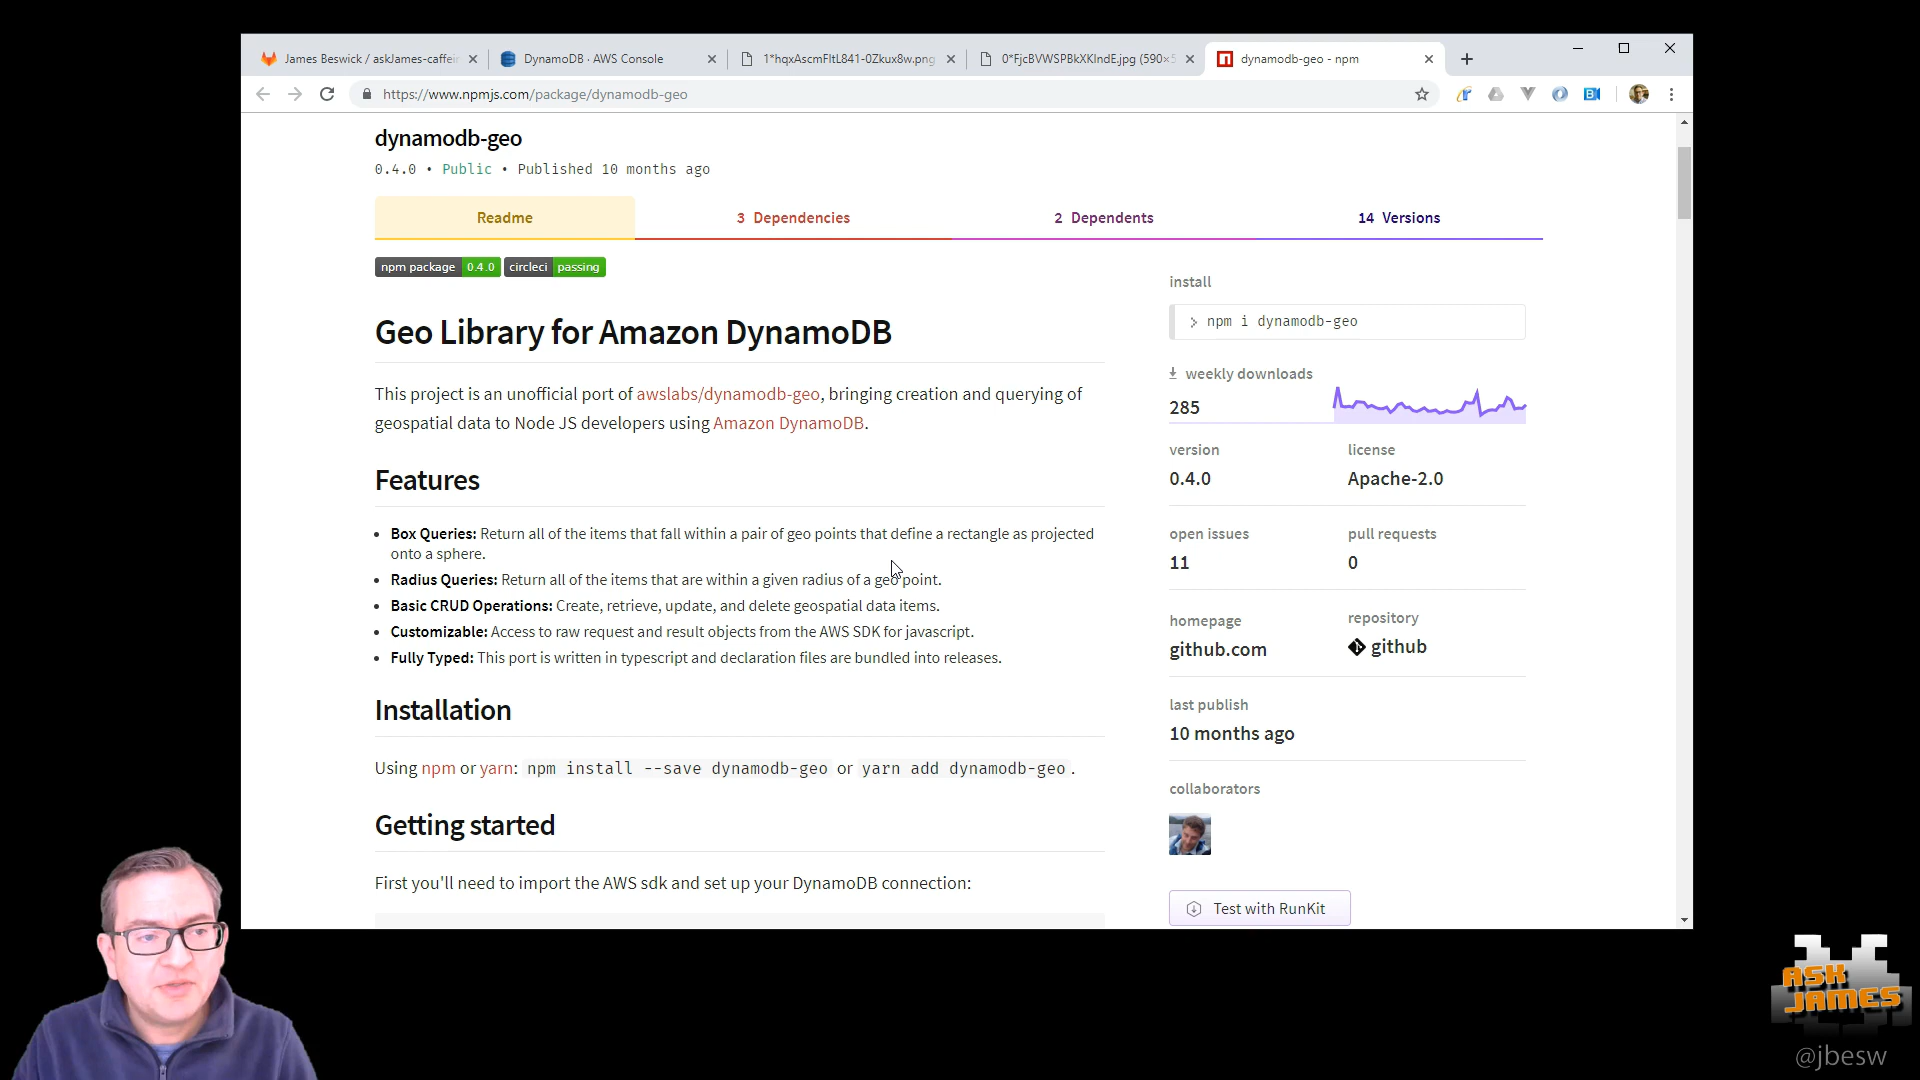 James Beswick / askJames-caffein
DynamoDB · AWS Console
1*hqxAscmFltL841-0Zkux8w.png
0*FjcBVWSPBkXKIndE.jpg (590×5
dynamodb-geo - npm
https://www.npmjs.com/package/dynamodb-geo
dynamodb-geo
0.4.0 • Public • Published 10 months ago
Readme
3 Dependencies
2 Dependents
14 Versions
npm package 0.4.0 circleci passing
Geo Library for Amazon DynamoDB
This project is an unofficial port of awslabs/dynamodb-geo, bringing creation and querying of
geospatial data to Node JS developers using Amazon DynamoDB.
Features
• Box Queries: Return all of the items that fall within a pair of geo points that define a rectangle as projected
onto a sphere.
• Radius Queries: Return all of the items that are within a given radius of a geo point.
• Basic CRUD Operations: Create, retrieve, update, and delete geospatial data items.
• Customizable: Access to raw request and result objects from the AWS SDK for javascript.
• Fully Typed: This port is written in typescript and declaration files are bundled into releases.
Installation
Using npm or yarn: npm install --save dynamodb-geo or yarn add dynamodb-geo.
Getting started
First you'll need to import the AWS sdk and set up your DynamoDB connection:
install
> npm i dynamodb-geo
weekly downloads
285
version
0.4.0
license
Apache-2.0
open issues
11
pull requests
0
homepage
github.com
repository
github
last publish
10 months ago
collaborators
Test with RunKit
ASK
JAMES
@jbesw